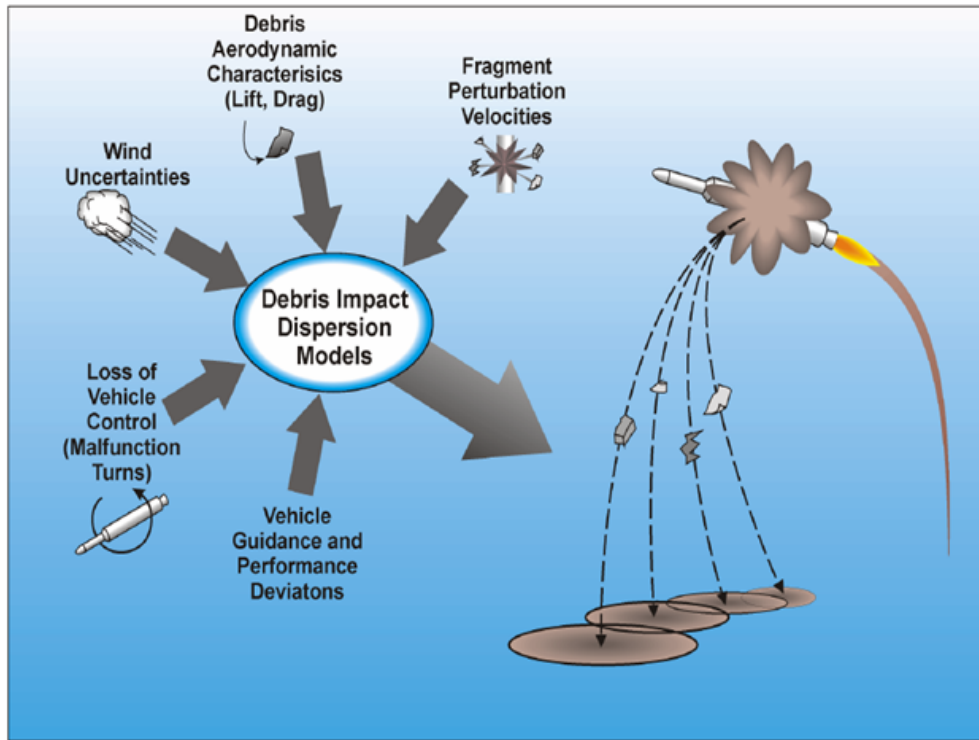 Debris
Aerodynamic
Characterisics
(Lift, Drag)
Fragment
Perturbation
Velocities
Wind
Uncertainties
Debris Impact
Dispersion
Models
Loss of
Vehicle
Control
(Malfunction
Turns)
Vehicle
Guidance and
Performance
Deviatons